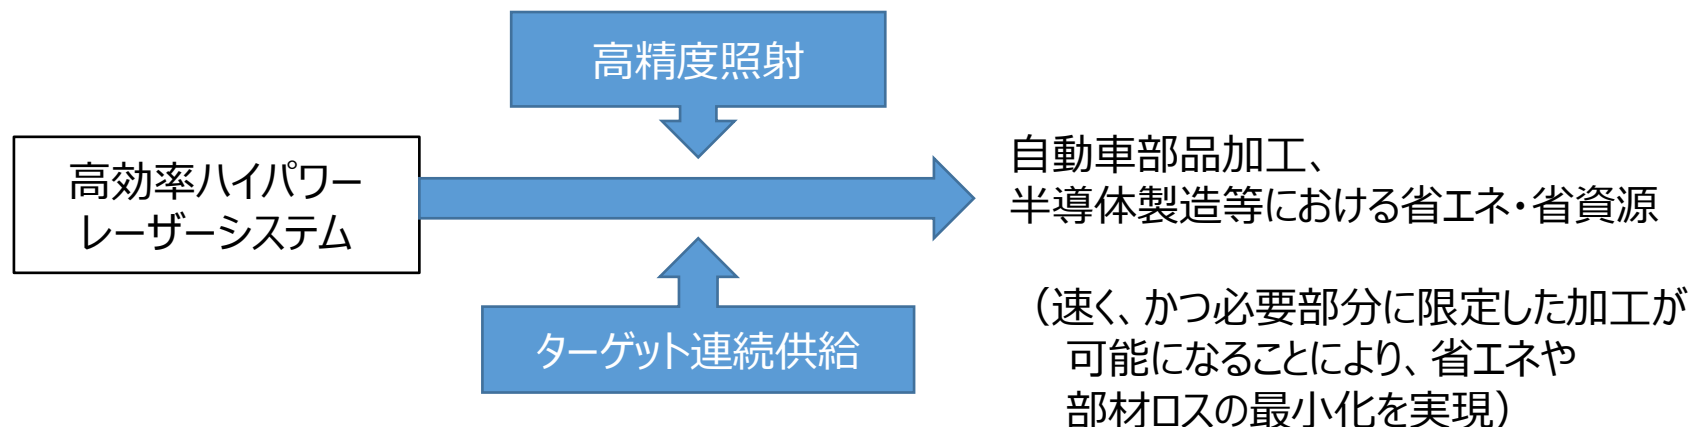 高精度照射
高効率ハイパワー
レーザーシステム
自動車部品加工、
半導体製造等における省エネ・省資源
ターゲット連続供給
（速く、かつ必要部分に限定した加工が
可能になることにより、省エネや
部材ロスの最小化を実現）